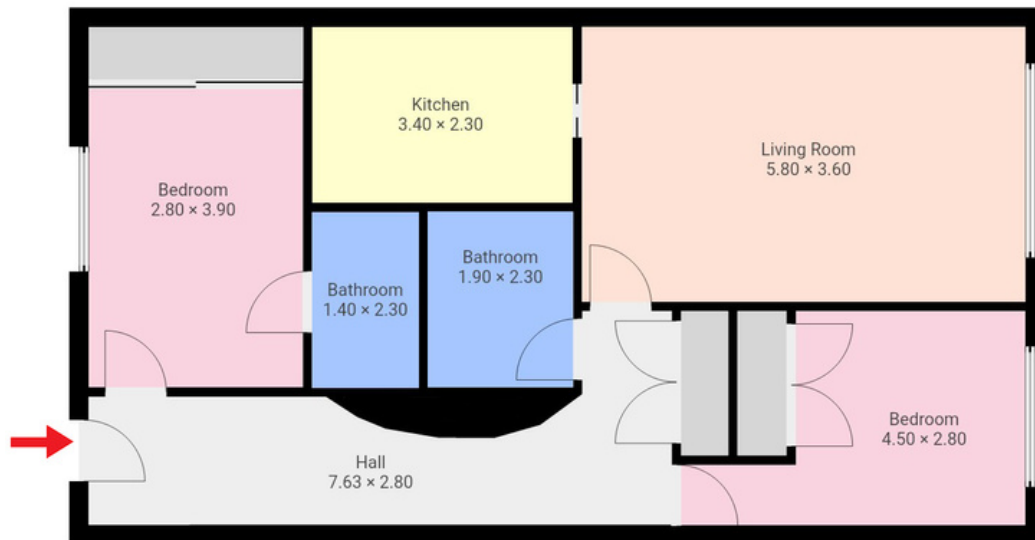 Kitchen
3.40 × 2.30
Living Room
5.80 × 3.60
Bedroom
2.80 × 3.90
Bathroom
1.90 × 2.30
Bathroom
1.40 × 2.30
Bedroom
4.50 × 2.80
Hall
7.63 × 2.80